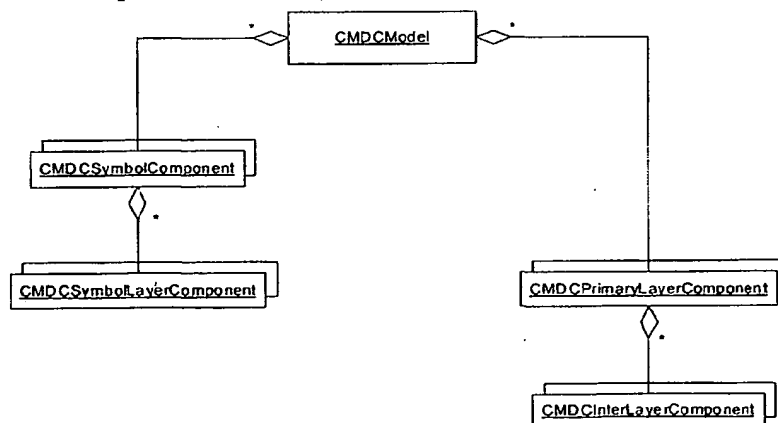 * CMDCModel *
CMDCSymbolComponent
*
CMDCSymbolLayerComponent
CMDCPrimaryLayerComponent
*
CMDCInterLayerComponent